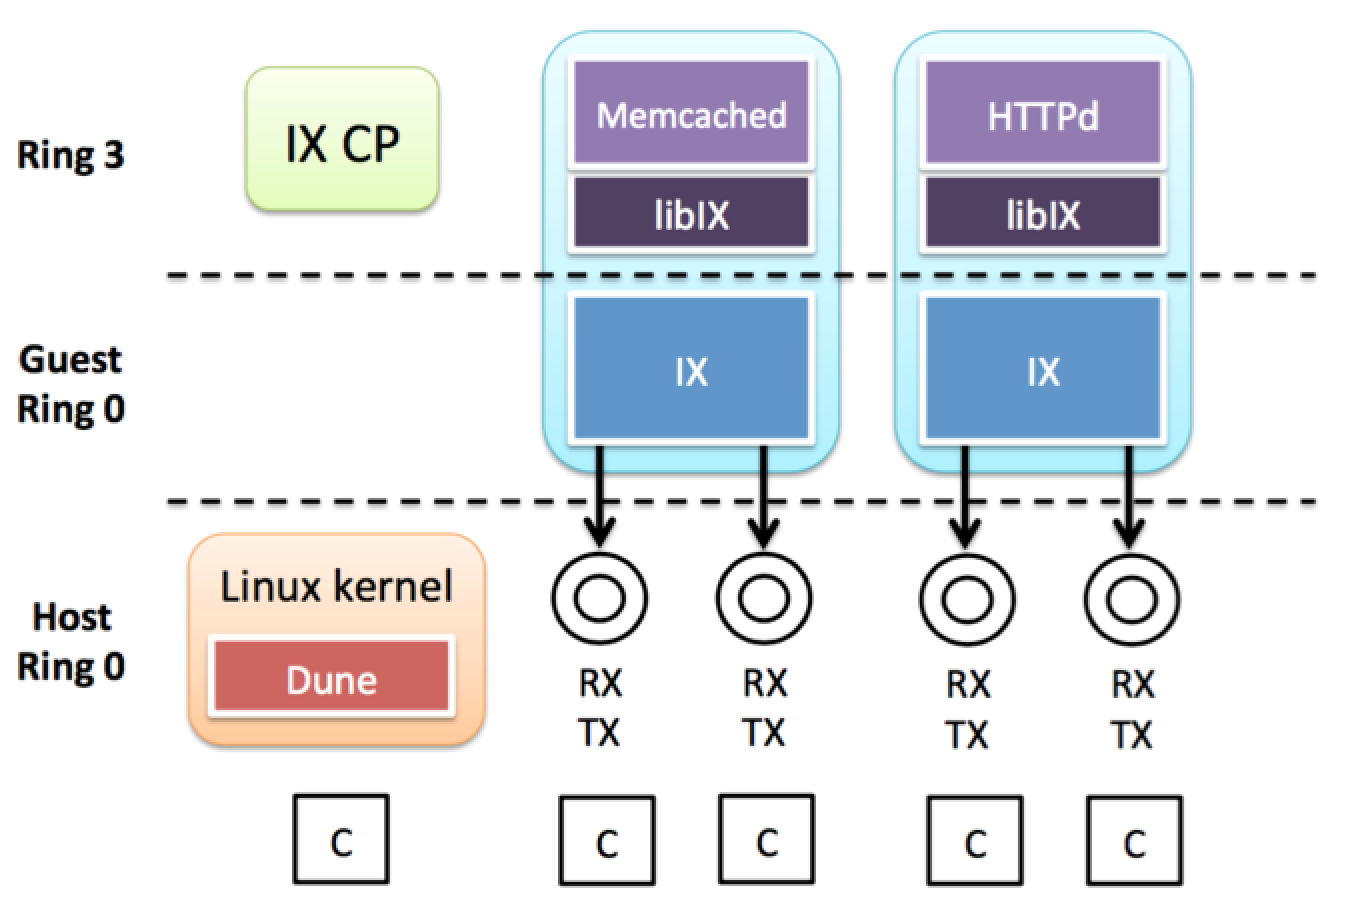 Ring 3
IX CP
Memcached
HTTPd
libIX
libIX
Guest
Ring 0
IX
IX
Host
Ring 0
Linux kernel
Dune
RX
TX
RX
TX
RX
TX
RX
TX
C
C
C
C
C